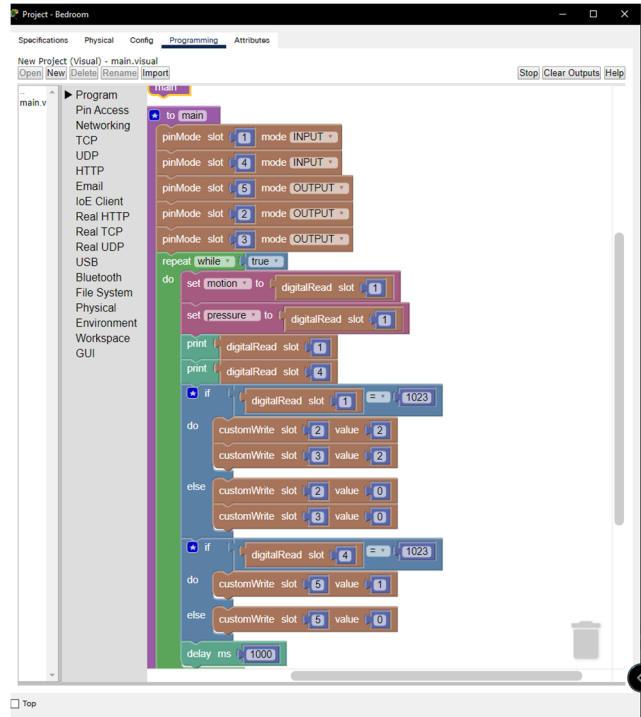 Project - Bedroom
Specifications Physical Config Programming Attributes
New Project (Visual) - main.visual
Open New Delete Rename Import Stop Clear Outputs Help
..
main.v
Program
Pin Access
Networking
TCP
UDP
HTTP
Email
IoE Client
Real HTTP
Real TCP
Real UDP
USB
Bluetooth
File System
Physical
Environment
Workspace
GUI
main
to main
pinMode slot 1 mode INPUT
pinMode slot 4 mode INPUT
pinMode slot 5 mode OUTPUT
pinMode slot 2 mode OUTPUT
pinMode slot 3 mode OUTPUT
repeat while true
do set motion to digitalRead slot 1
set pressure to digitalRead slot 1
print digitalRead slot 1
print digitalRead slot 4
if digitalRead slot 1 = 1023
do customWrite slot 2 value 2
customWrite slot 3 value 2
else customWrite slot 2 value 0
customWrite slot 3 value 0
if digitalRead slot 4 = 1023
do customWrite slot 5 value 1
else customWrite slot 5 value 0
delay ms 1000
Top